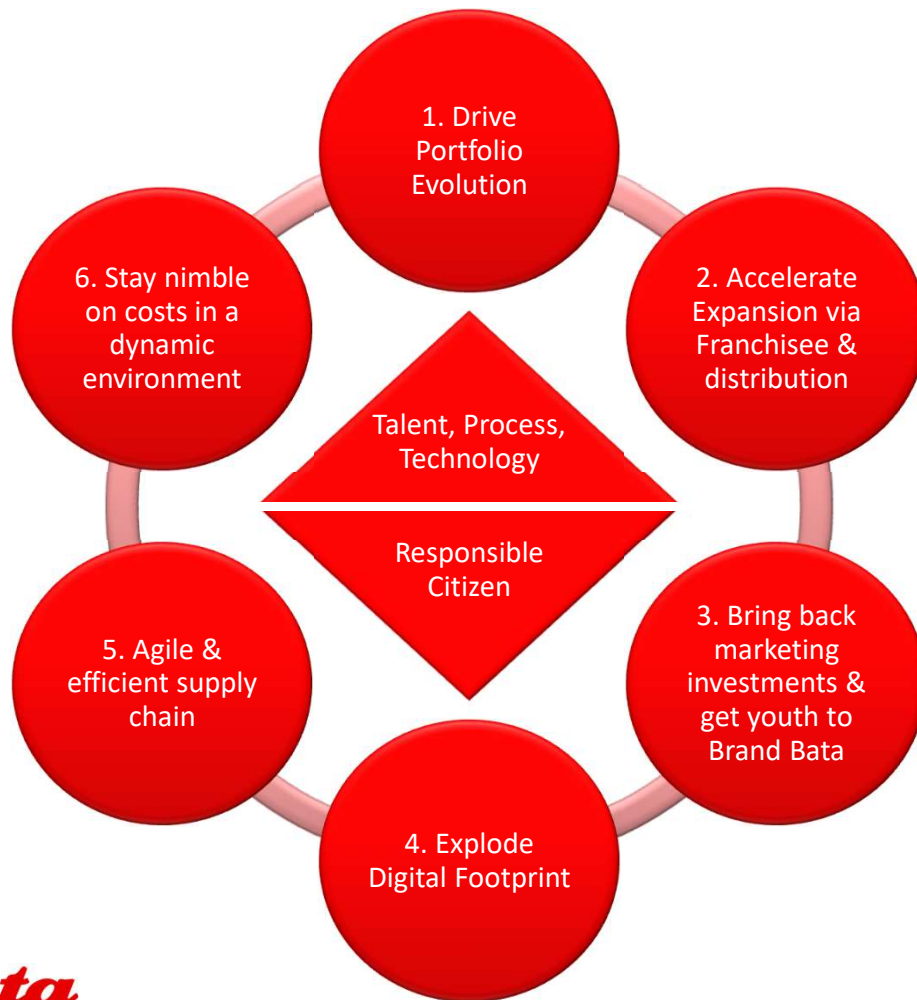 1. Drive
Portfolio
Evolution
2. Accelerate
Expansion via
Franchisee &
distribution
3. Bring back
marketing
investments &
get youth to
Brand Bata
4. Explode
Digital Footprint
5. Agile &
efficient supply
chain
6. Stay nimble
on costs in a
dynamic
environment
Talent, Process,
Technology
Responsible
Citizen
ta